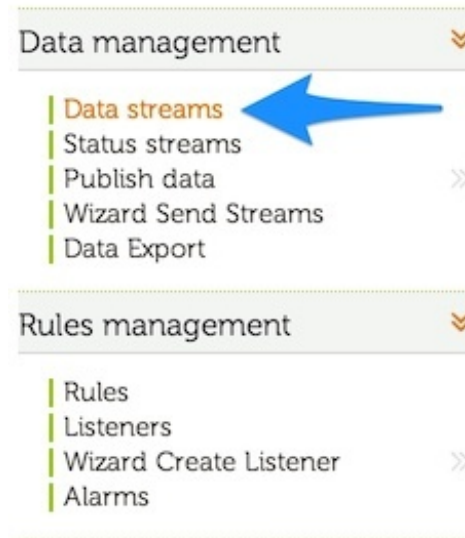 Data management
Data streams
Status streams
Publish data
Wizard Send Streams
Data Export
Rules management
Rules
Listeners
Wizard Create Listener
Alarms